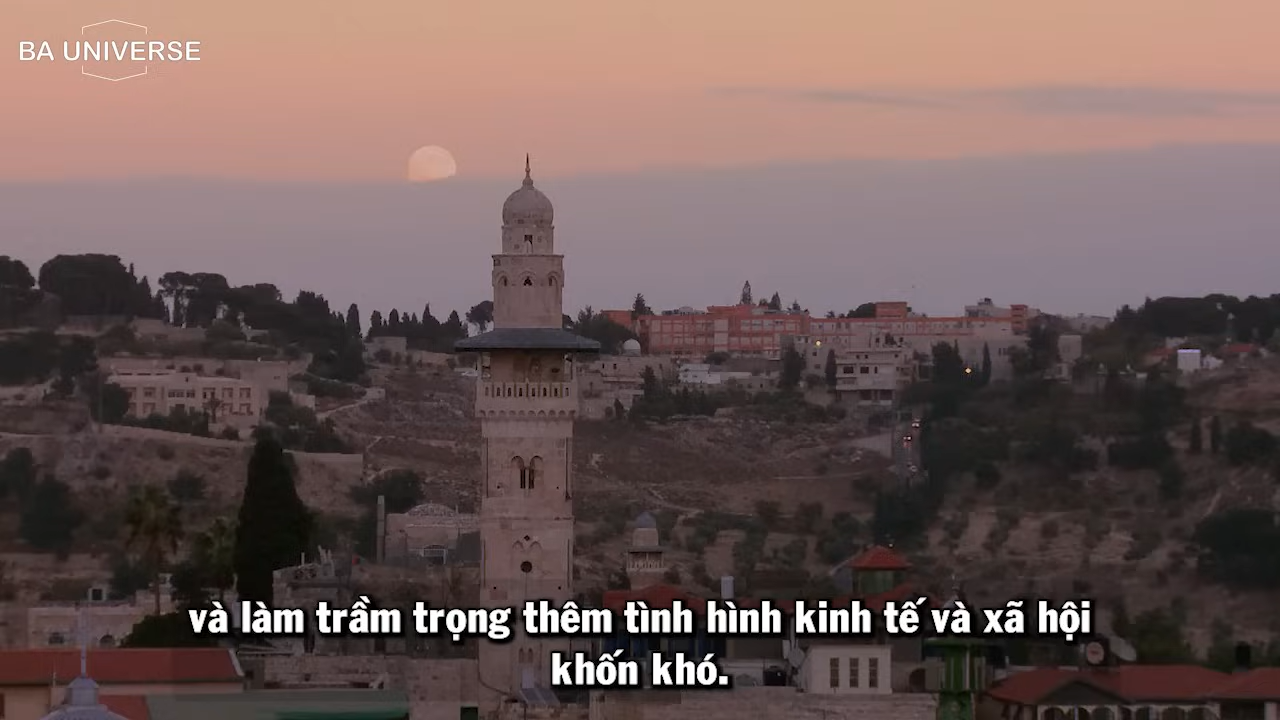 BA UNIVERSE
và làm trầm trọng thêm tình hình kinh tế và xã hội
khốn khó.